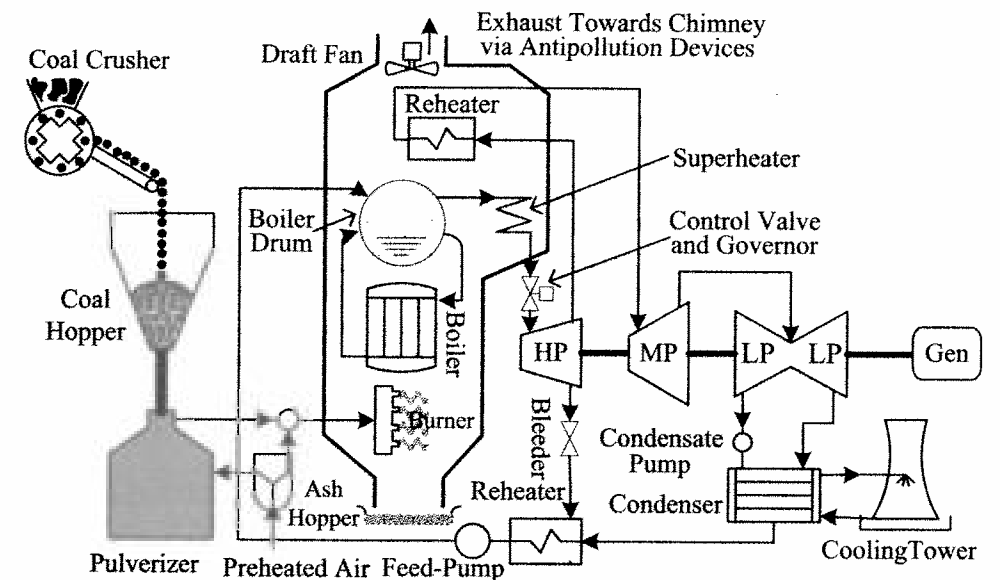 Exhaust Towards Chimney
via Antipollution Devices
Draft Fan
Coal Crusher
Reheater
Superheater
Boiler
Drum
Control Valve
and Governor
Coal
Hopper
Boiler
HP
MP
LP
LP
Gen
Burner
Bleeder
Condensate
Pump
Ash
Hopper
Reheater
Condenser
Pulverizer
Preheated Air
Feed-Pump
CoolingTower